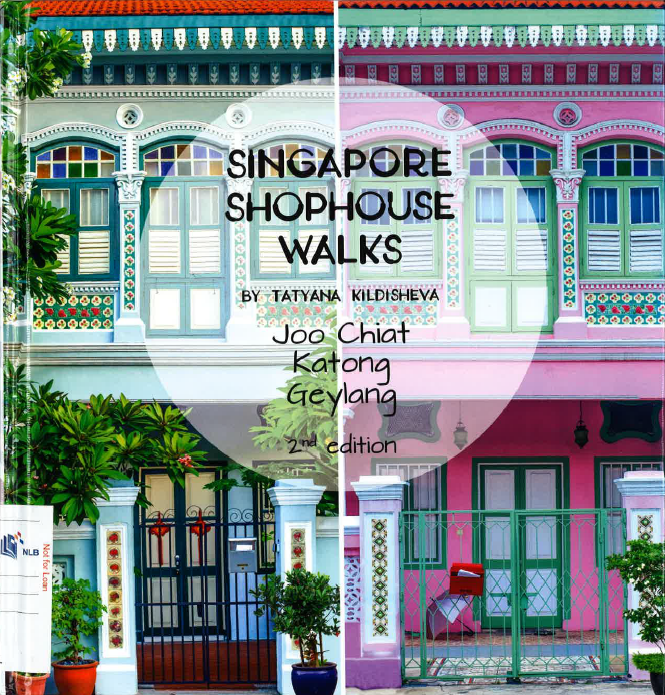 SINGAPORE
SHOPHOUSE
WALKS
BY TATYANA KILDISHEVA
Joo Chiat
Katong
Geylang
2nd edition
NLB
Not for Loan